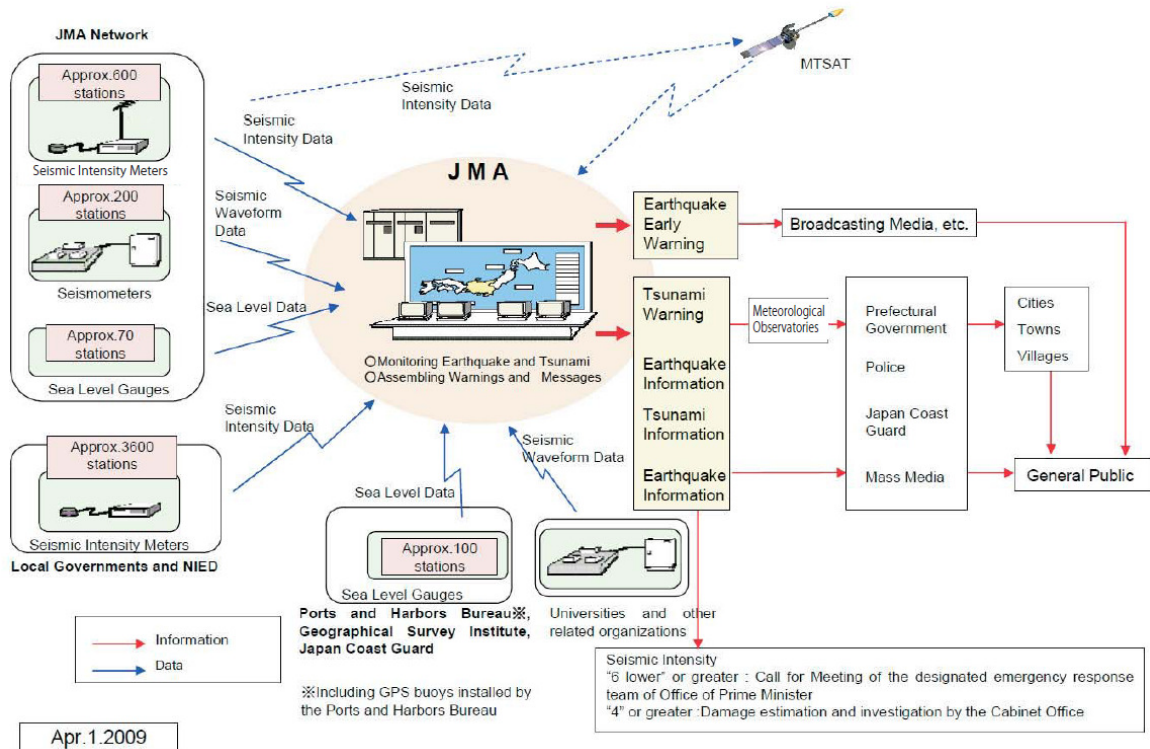 JMA Network
Approx.600
stations
Seismic Intensity Meters
Approx.200
stations
Seismometers
Approx.70
stations
Sea Level Gauges
Approx.3600
stations
Seismic Intensity Meters
Local Governments and NIED
Seismic
Intensity Data
Seismic
Intensity Data
MTSAT
Seismic
Waveform
Data
Sea Level Data
Seismic
Intensity Data
JMA
○Monitoring Earthquake and Tsunami
○Assembling Warnings and Messages
Sea Level Data
Seismic
Waveform Data
Approx.100
stations
Sea Level Gauges
Ports and Harbors Bureau※,
Geographical Survey Institute,
Japan Coast Guard
※Including GPS buoys installed by
the Ports and Harbors Bureau
Universities and other
related organizations
Earthquake
Early
Warning
Broadcasting Media, etc.
Tsunami
Warning
Earthquake
Information
Tsunami
Information
Earthquake
Information
Meteorological
Observatories
Prefectural
Government
Police
Japan Coast
Guard
Mass Media
Cities
Towns
Villages
General Public
Information
Data
Seismic Intensity
"6 lower" or greater : Call for Meeting of the designated emergency response
team of Office of Prime Minister
"4" or greater :Damage estimation and investigation by the Cabinet Office
Apr.1.2009